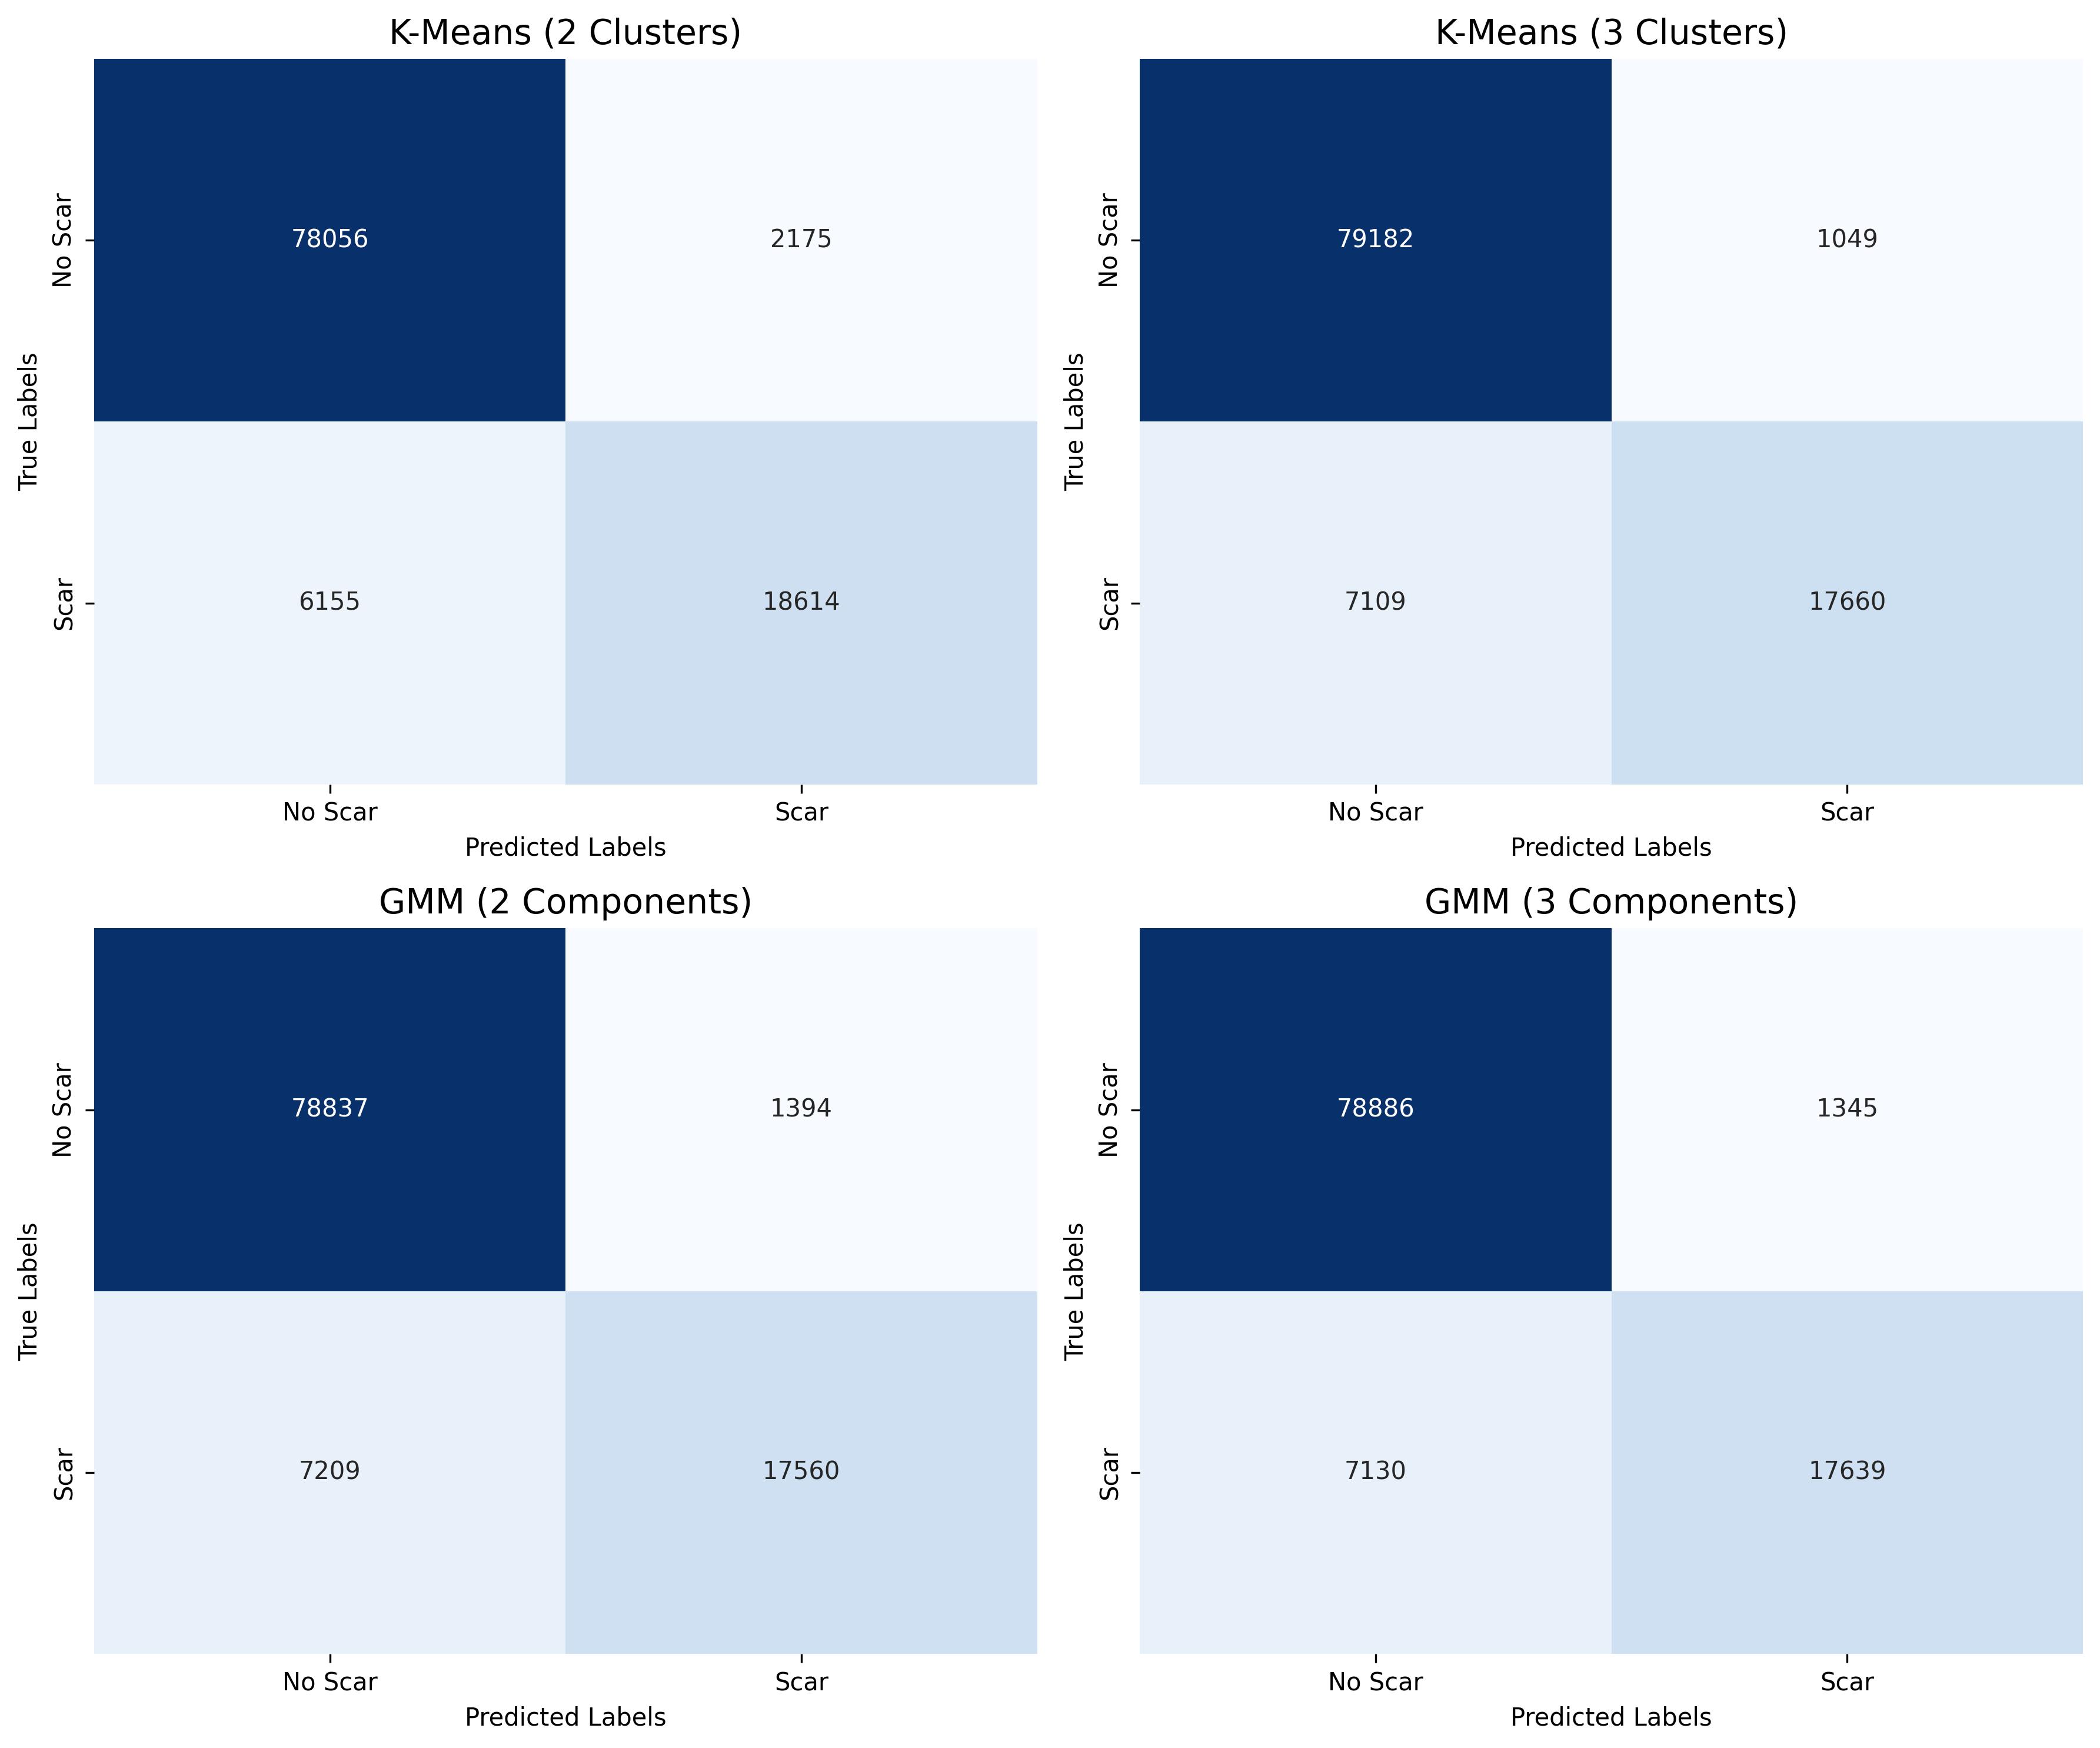 K-Means (2 Clusters)
True Labels
No Scar
78056
2175
Scar
6155
18614
No Scar
Scar
Predicted Labels
K-Means (3 Clusters)
True Labels
No Scar
79182
1049
Scar
7109
17660
No Scar
Scar
Predicted Labels
GMM (2 Components)
True Labels
No Scar
78837
1394
Scar
7209
17560
No Scar
Scar
Predicted Labels
GMM (3 Components)
True Labels
No Scar
78886
1345
Scar
7130
17639
No Scar
Scar
Predicted Labels